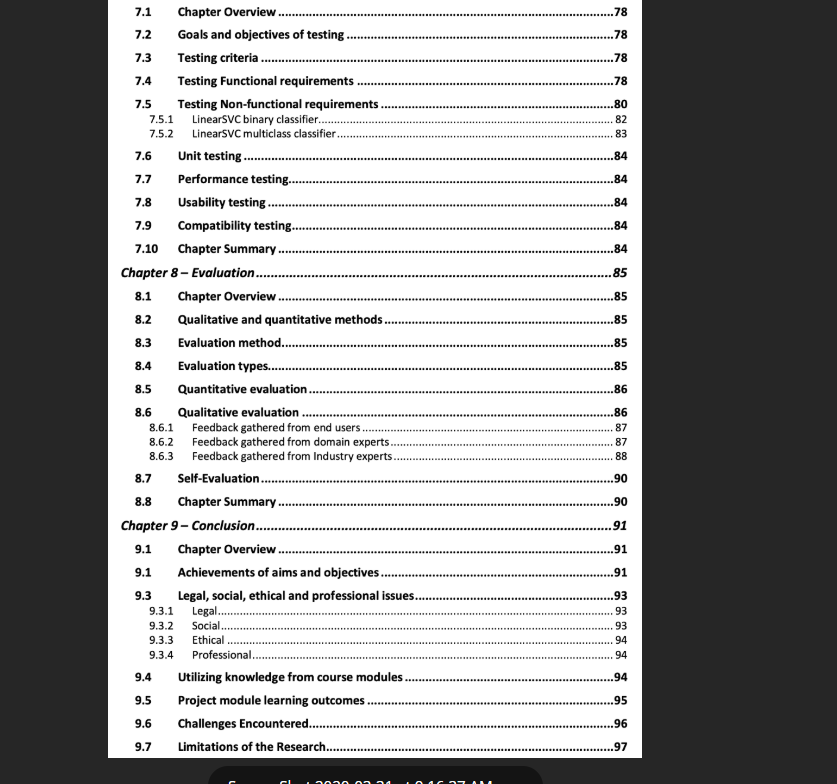 7.1 Chapter Overview ........................................78
7.2 Goals and objectives of testing ........................................78
7.3 Testing criteria ........................................78
7.4 Testing Functional requirements ........................................78
7.5 Testing Non-functional requirements ........................................80
7.5.1 LinearSVC binary classifier........................................ 82
7.5.2 LinearSVC multiclass classifier........................................ 83
7.6 Unit testing ........................................84
7.7 Performance testing........................................84
7.8 Usability testing ........................................84
7.9 Compatibility testing........................................84
7.10 Chapter Summary ........................................84
Chapter 8 – Evaluation........................................85
8.1 Chapter Overview ........................................85
8.2 Qualitative and quantitative methods ........................................85
8.3 Evaluation method........................................85
8.4 Evaluation types........................................85
8.5 Quantitative evaluation ........................................86
8.6 Qualitative evaluation ........................................86
8.6.1 Feedback gathered from end users ........................................ 87
8.6.2 Feedback gathered from domain experts........................................ 87
8.6.3 Feedback gathered from Industry experts........................................ 88
8.7 Self-Evaluation ........................................90
8.8 Chapter Summary ........................................90
Chapter 9 – Conclusion........................................91
9.1 Chapter Overview ........................................91
9.1 Achievements of aims and objectives ........................................91
9.3 Legal, social, ethical and professional issues........................................93
9.3.1 Legal........................................ 93
9.3.2 Social........................................ 93
9.3.3 Ethical ........................................ 94
9.3.4 Professional........................................ 94
9.4 Utilizing knowledge from course modules ........................................94
9.5 Project module learning outcomes ........................................95
9.6 Challenges Encountered........................................96
9.7 Limitations of the Research........................................97